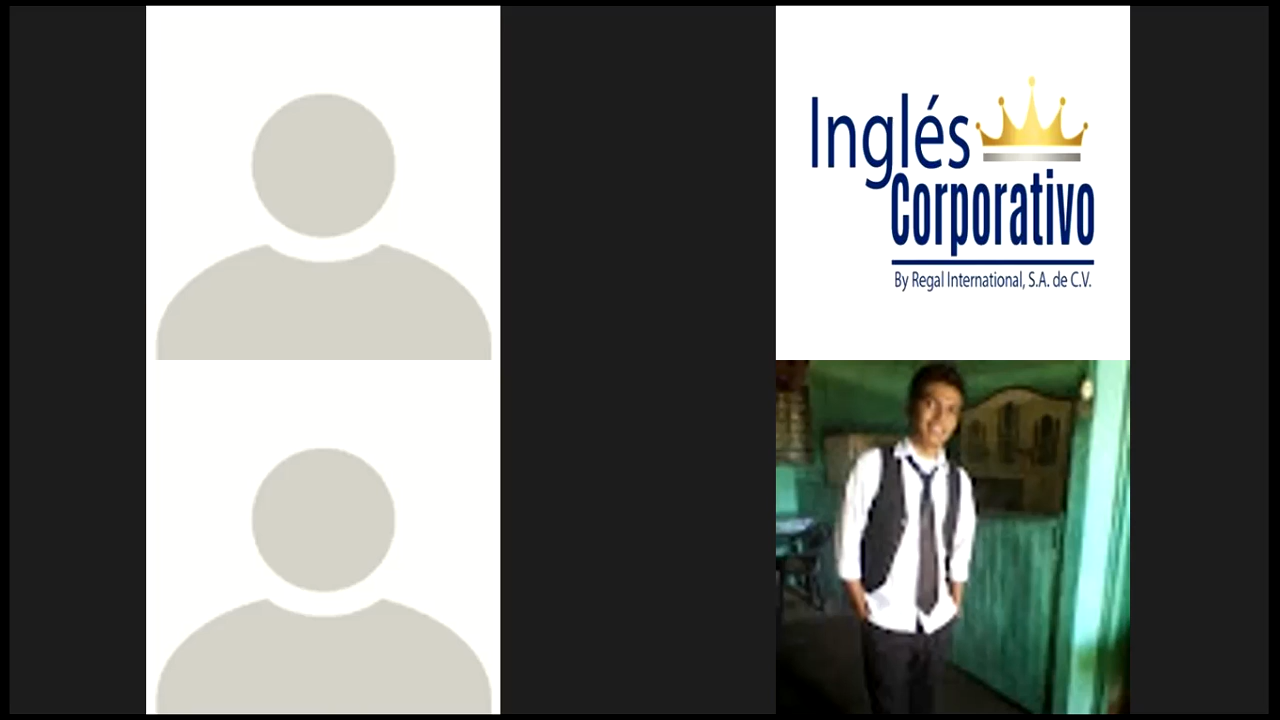 Inglés
Corporativo
By Regal International, S.A. de C.V.